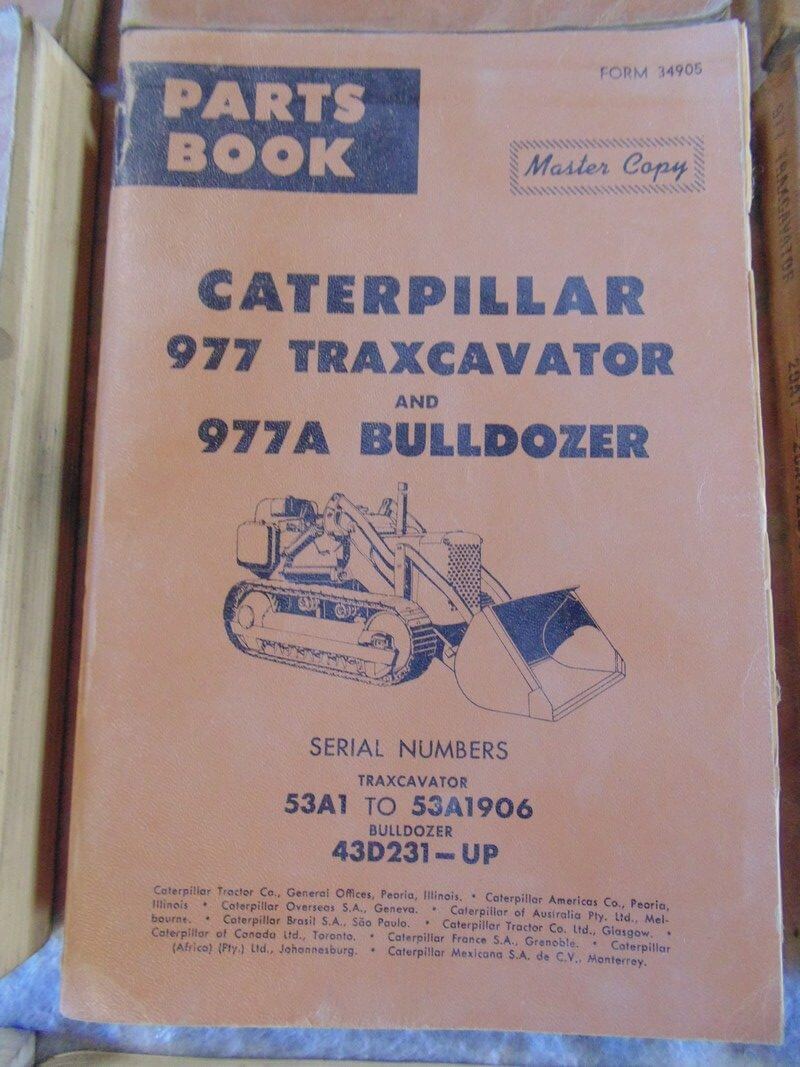 PARTS
BOOK
FORM 34905
Master Copy
CATERPILLAR
977 TRAXCAVATOR
AND
977A BULLDOZER
SERIAL NUMBERS
TRAXCAVATOR
53A1 TO 53A1906
BULLDOZER
43D231—UP
Caterpillar Tractor Co., General Offices, Peoria, Illinois. • Caterpillar Americas Co., Peoria,
Illinois • Caterpillar Overseas S.A., Geneva. • Caterpillar of Australia Pty. Ltd., Mel-
bourne. • Caterpillar Brasil S.A., São Paulo. • Caterpillar Tractor Co. Ltd., Glasgow. •
Caterpillar of Canada Ltd., Toronto. • Caterpillar France S.A., Grenoble. • Caterpillar
(Africa) (Pty.) Ltd., Johannesburg. • Caterpillar Mexicana S.A. de C.V., Monterrey.
977 TRAXCAVATOR